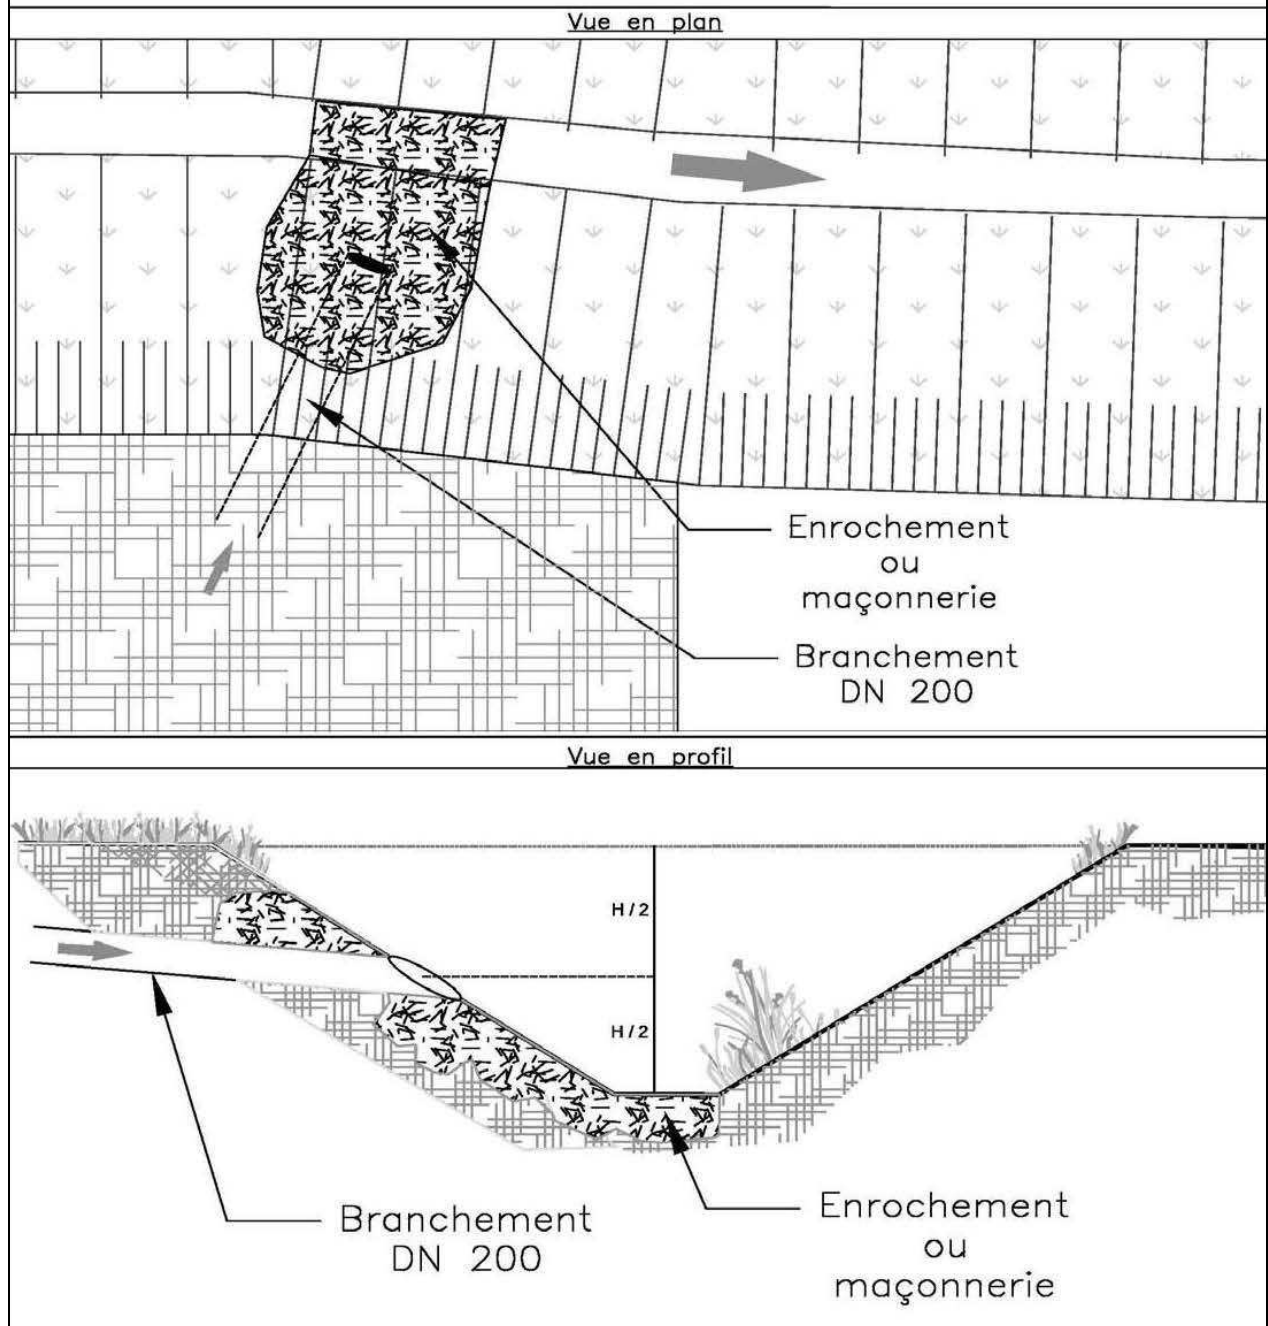 Vue en plan
Enrochement
ou
maçonnerie
Branchement
DN 200
Vue en profil
H/2
H/2
Branchement
DN 200
Enrochement
ou
maçonnerie